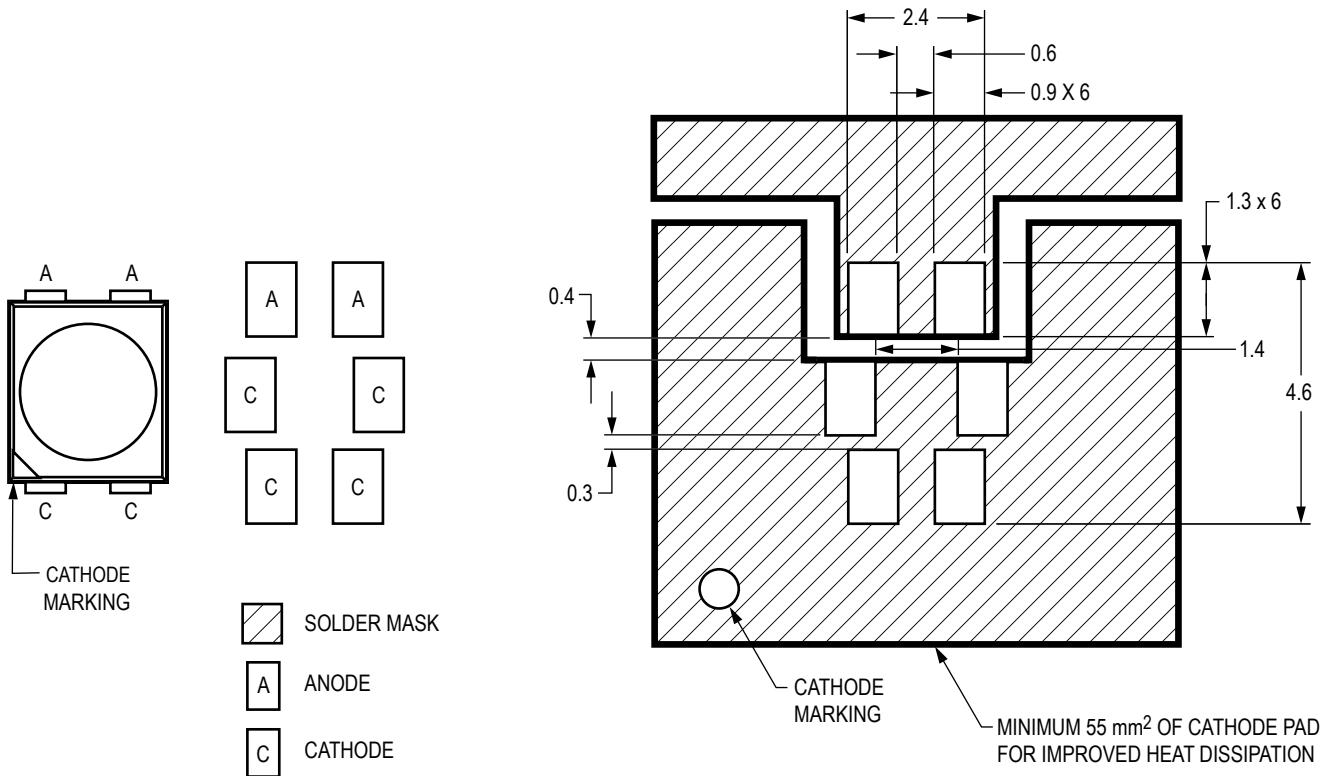 2.4
0.6
0.9 X 6
1.3 x 6
0.4
1.4
4.6
0.3
A A
C C
CATHODE
MARKING
A A
C C
C C
SOLDER MASK
A ANODE
C CATHODE
CATHODE
MARKING
MINIMUM 55 mm² OF CATHODE PAD
FOR IMPROVED HEAT DISSIPATION